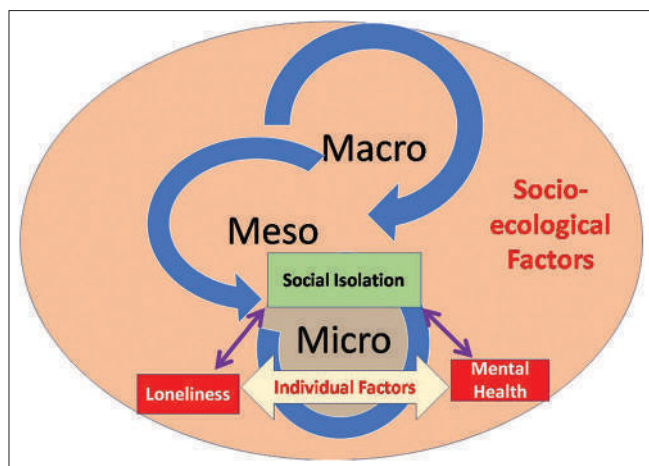 Macro
Socio-
ecological
Factors
Meso
Social Isolation
Micro
Loneliness
Individual Factors
Mental
Health